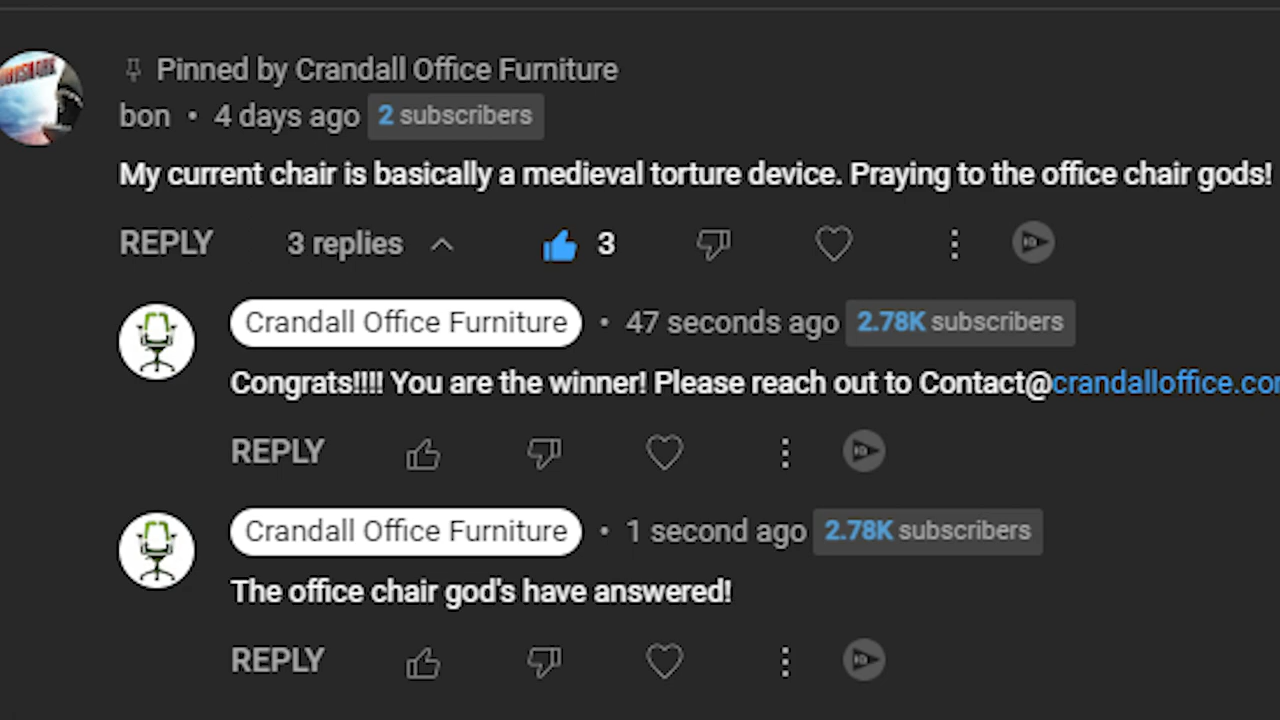 Pinned by Crandall Office Furniture
bon • 4 days ago 2 subscribers
My current chair is basically a medieval torture device. Praying to the office chair gods!
REPLY 3 replies 3
Crandall Office Furniture • 47 seconds ago 2.78K subscribers
Congrats!!!! You are the winner! Please reach out to Contact@crandalloffice.com
REPLY
Crandall Office Furniture • 1 second ago 2.78K subscribers
The office chair god's have answered!
REPLY